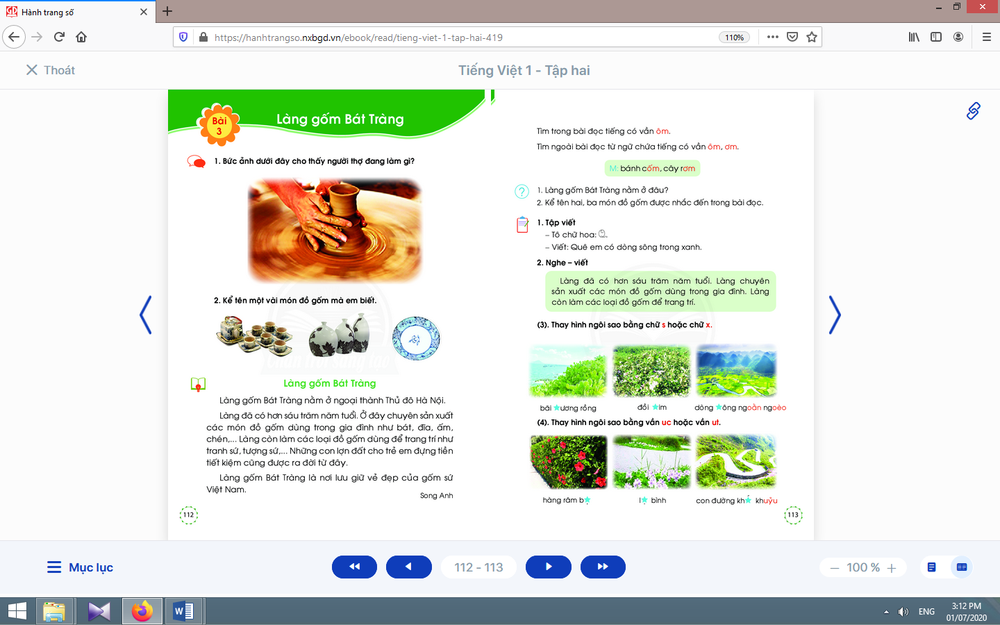 Hành trang số
https://hanhtrangso.nxbgd.vn/ebook/read/tieng-viet-1-tap-hai-419
110%
Thoát
Tiếng Việt 1 - Tập hai
Bài
3
Làng gốm Bát Tràng
1. Bức ảnh dưới đây cho thấy người thợ đang làm gì?
2. Kể tên một vài món đồ gốm mà em biết.
Làng gốm Bát Tràng
Làng gốm Bát Tràng nằm ở ngoại thành Thủ đô Hà Nội.
Làng đã có hơn sáu trăm năm tuổi. Ở đây chuyên sản xuất
các món đồ gốm dùng trong gia đình như bát, đĩa, ấm,
chén,... Làng còn làm các loại đồ gốm dùng để trang trí như
tranh sứ, tượng sứ,... Những con lợn đất cho trẻ em đựng tiền
tiết kiệm cũng được ra đời từ đây.
Làng gốm Bát Tràng là nơi lưu giữ vẻ đẹp của gốm sứ
Việt Nam.
Song Anh
112
Tìm trong bài đọc tiếng có vần ôm.
Tìm ngoài bài đọc từ ngữ chứa tiếng có vần ôm, ơm.
M: bánh cốm, cây rơm
?
1. Làng gốm Bát Tràng nằm ở đâu?
2. Kể tên hai, ba món đồ gốm được nhắc đến trong bài đọc.
1. Tập viết
– Tô chữ hoa: Q.
– Viết: Quê em có dòng sông trong xanh.
2. Nghe – viết
Làng đã có hơn sáu trăm năm tuổi. Làng chuyên
sản xuất các món đồ gốm dùng trong gia đình. Làng
còn làm các loại đồ gốm để trang trí.
(3). Thay hình ngôi sao bằng chữ s hoặc chữ x.
bãi ★ương rồng
đồi ★im
dòng ★ông ngoằn ngoèo
(4). Thay hình ngôi sao bằng vần uc hoặc vần ut.
hàng râm b★̣
l★̣ bình
con đường kh★́ khuỷu
113
Chân trời sáng tạo
Mục lục
112 - 113
100 %
ENG
3:12 PM
01/07/2020